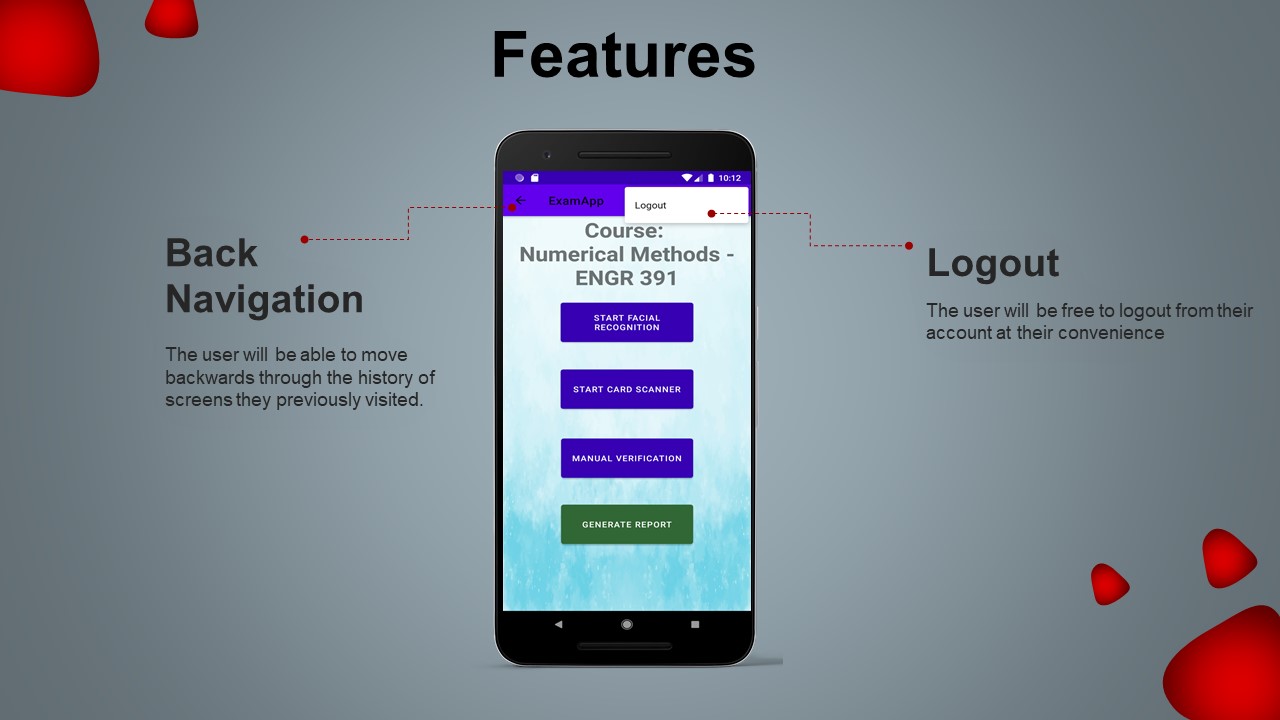 Features
10:12
ExamApp
Logout
Course:
Numerical Methods -
ENGR 391
START FACIAL
RECOGNITION
START CARD SCANNER
MANUAL VERIFICATION
GENERATE REPORT
Back
Navigation
The user will be able to move
backwards through the history of
screens they previously visited.
Logout
The user will be free to logout from their
account at their convenience